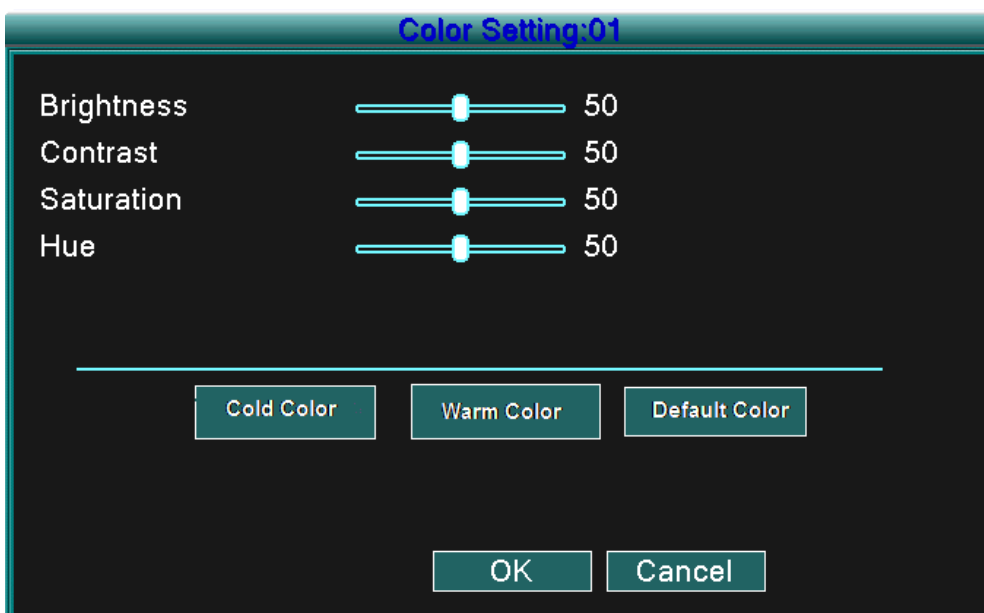 Color Setting:01
Brightness 50
Contrast 50
Saturation 50
Hue 50
Cold Color Warm Color Default Color
OK Cancel